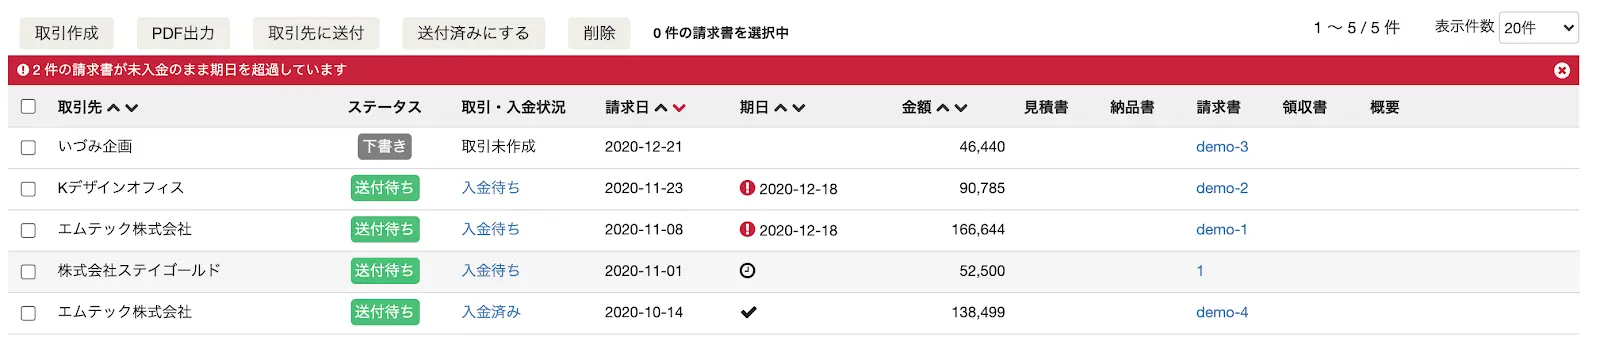 取引作成 PDF出力 取引先に送付 送付済みにする 削除 0 件の請求書を選択中 1 〜 5 / 5 件 表示件数 20件
2 件の請求書が未入金のまま期日を超過しています
取引先 ステータス 取引・入金状況 請求日 期日 金額 見積書 納品書 請求書 領収書 概要
いづみ企画 下書き 取引未作成 2020-12-21 46,440 demo-3
Kデザインオフィス 送付待ち 入金待ち 2020-11-23 2020-12-18 90,785 demo-2
エムテック株式会社 送付待ち 入金待ち 2020-11-08 2020-12-18 166,644 demo-1
株式会社ステイゴールド 送付待ち 入金待ち 2020-11-01 52,500 1
エムテック株式会社 送付待ち 入金済み 2020-10-14 138,499 demo-4